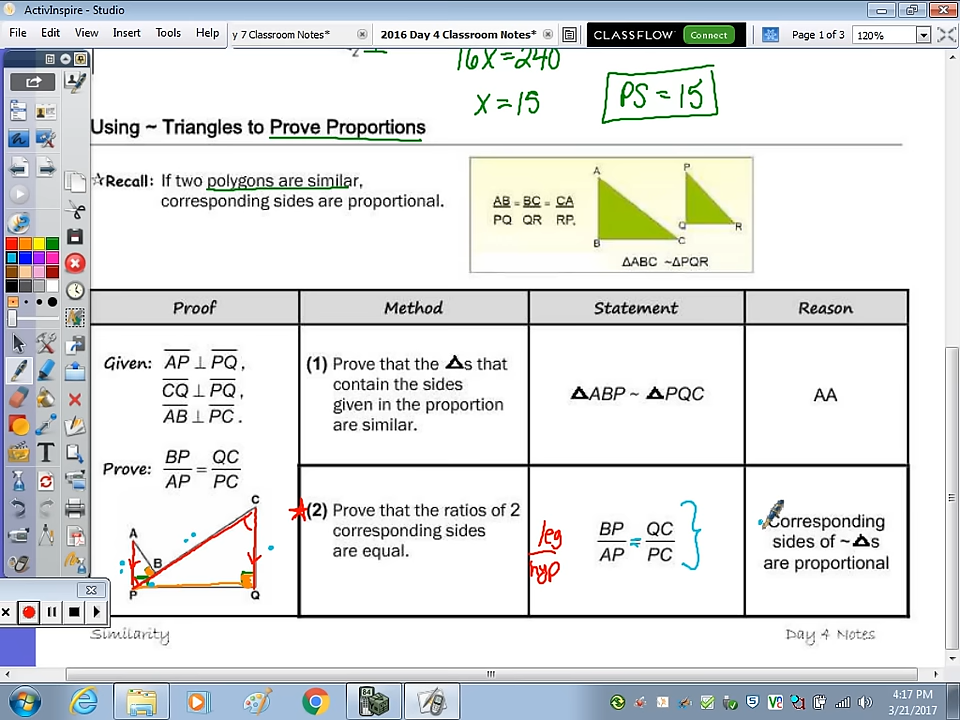 ActivInspire - Studio
File Edit View Insert Tools Help
y 7 Classroom Notes*
2016 Day 4 Classroom Notes*
CLASSFLOW Connect
Page 1 of 3
120%
16x = 240
x = 15
PS = 15
Using ~ Triangles to Prove Proportions
☆Recall: If two polygons are similar,
corresponding sides are proportional.
AB = BC = CA
PQ QR RP.
A
B
C
P
Q
R
ΔABC ~ΔPQR
Proof Method Statement Reason
Given: AP ⊥ PQ,
CQ ⊥ PQ,
AB ⊥ PC.
Prove: BP/AP = QC/PC
(1) Prove that the Δs that
contain the sides
given in the proportion
are similar.
ΔABP ~ ΔPQC
AA
A
B
C
P
Q
(2) Prove that the ratios of 2
corresponding sides
are equal.
leg
hyp
BP/AP = QC/PC
Corresponding
sides of ~Δs
are proportional
Similarity
Day 4 Notes
4:17 PM
3/21/2017